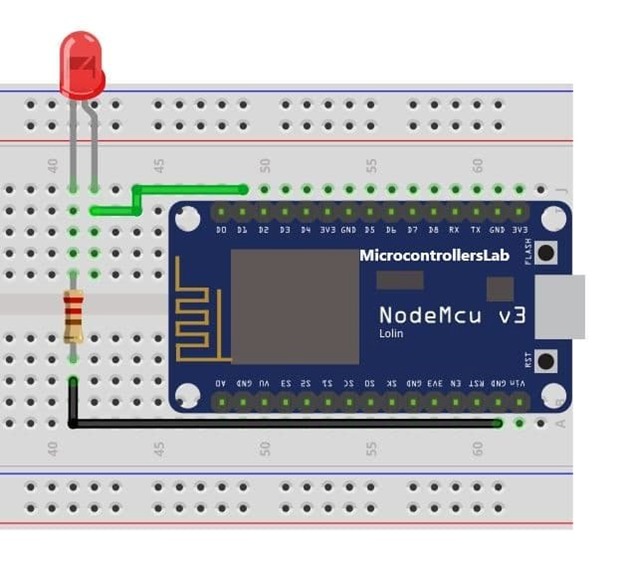 40 45 50 55 60
J
D0 D1 D2 D3 D4 3V3 GND D5 D6 D7 D8 RX TX GND 3V3
FLASH
MicrocontrollersLab
NodeMcu v3
Lolin
RST
A0 GND VU S3 S2 S1 SC S0 SK GND 3V3 EN RST GND Vin
A
40 45 50 55 60